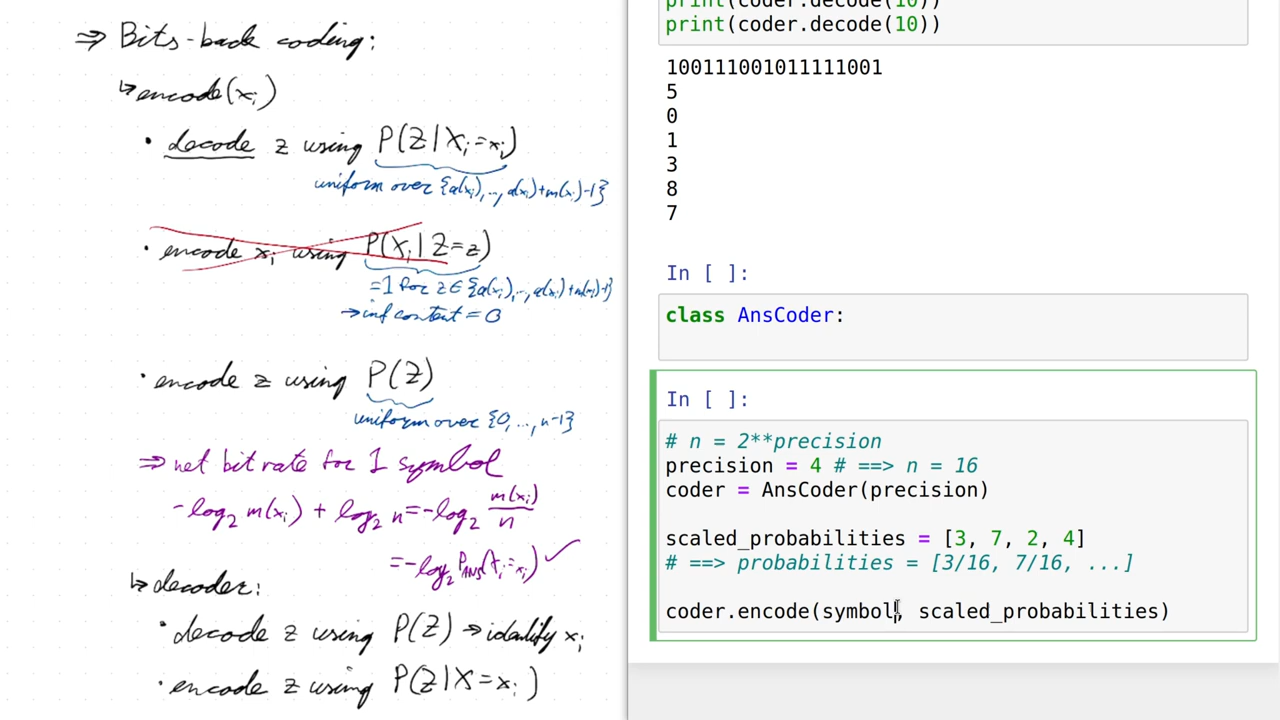 ⇒ Bits-back coding:
↳ encode(xᵢ)
• decode z using P(Z|Xᵢ=xᵢ)
uniform over {a(xᵢ),..,a(xᵢ)+m(xᵢ)-1}
• encode xᵢ using P(Xᵢ|Z=z)
=1 for z∈{a(xᵢ),..,a(xᵢ)+m(xᵢ)-1}
→ inf content = 0
• encode z using P(Z)
uniform over {0,...,n-1}
⇒ net bit rate for 1 symbol
-log₂ m(xᵢ) + log₂ n = -log₂ m(xᵢ)/n
= -log₂ P_ANS(Xᵢ=xᵢ) ✓
↳ decoder:
• decode z using P(Z) → identify xᵢ
• encode z using P(Z|X=xᵢ)
print(coder.decode(10))
print(coder.decode(10))
100111001011111001
5
0
1
3
8
7
In [ ]:
class AnsCoder:
In [ ]:
# n = 2**precision
precision = 4 # ==> n = 16
coder = AnsCoder(precision)
scaled_probabilities = [3, 7, 2, 4]
# ==> probabilities = [3/16, 7/16, ...]
coder.encode(symbol, scaled_probabilities)